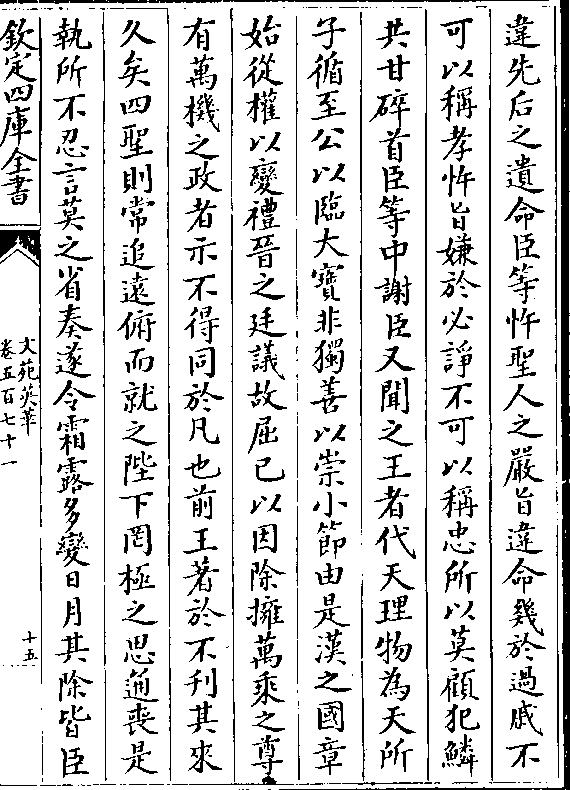 違先后之遺命臣等忤聖人之嚴旨違命幾於過戚不
可以稱孝忤旨嫌於必諍不可以稱忠所以莫顧犯鱗
共甘碎首臣等中謝臣又聞之王者代天理物為天所
子循至公以臨大寶非獨善以崇小節由是漢之國章
始從權以變禮晉之廷議故屈已以因除擁萬乘之尊
有萬機之政者示不得同於凡也前王著於不刋其來
久矣四聖則常追遠俯而就之陛下罔極之思通喪是
執所不忍言莫之省奏遂令霜露多變日月其除皆臣
欽定四庫全書
文苑英華
卷五百七十一
十五